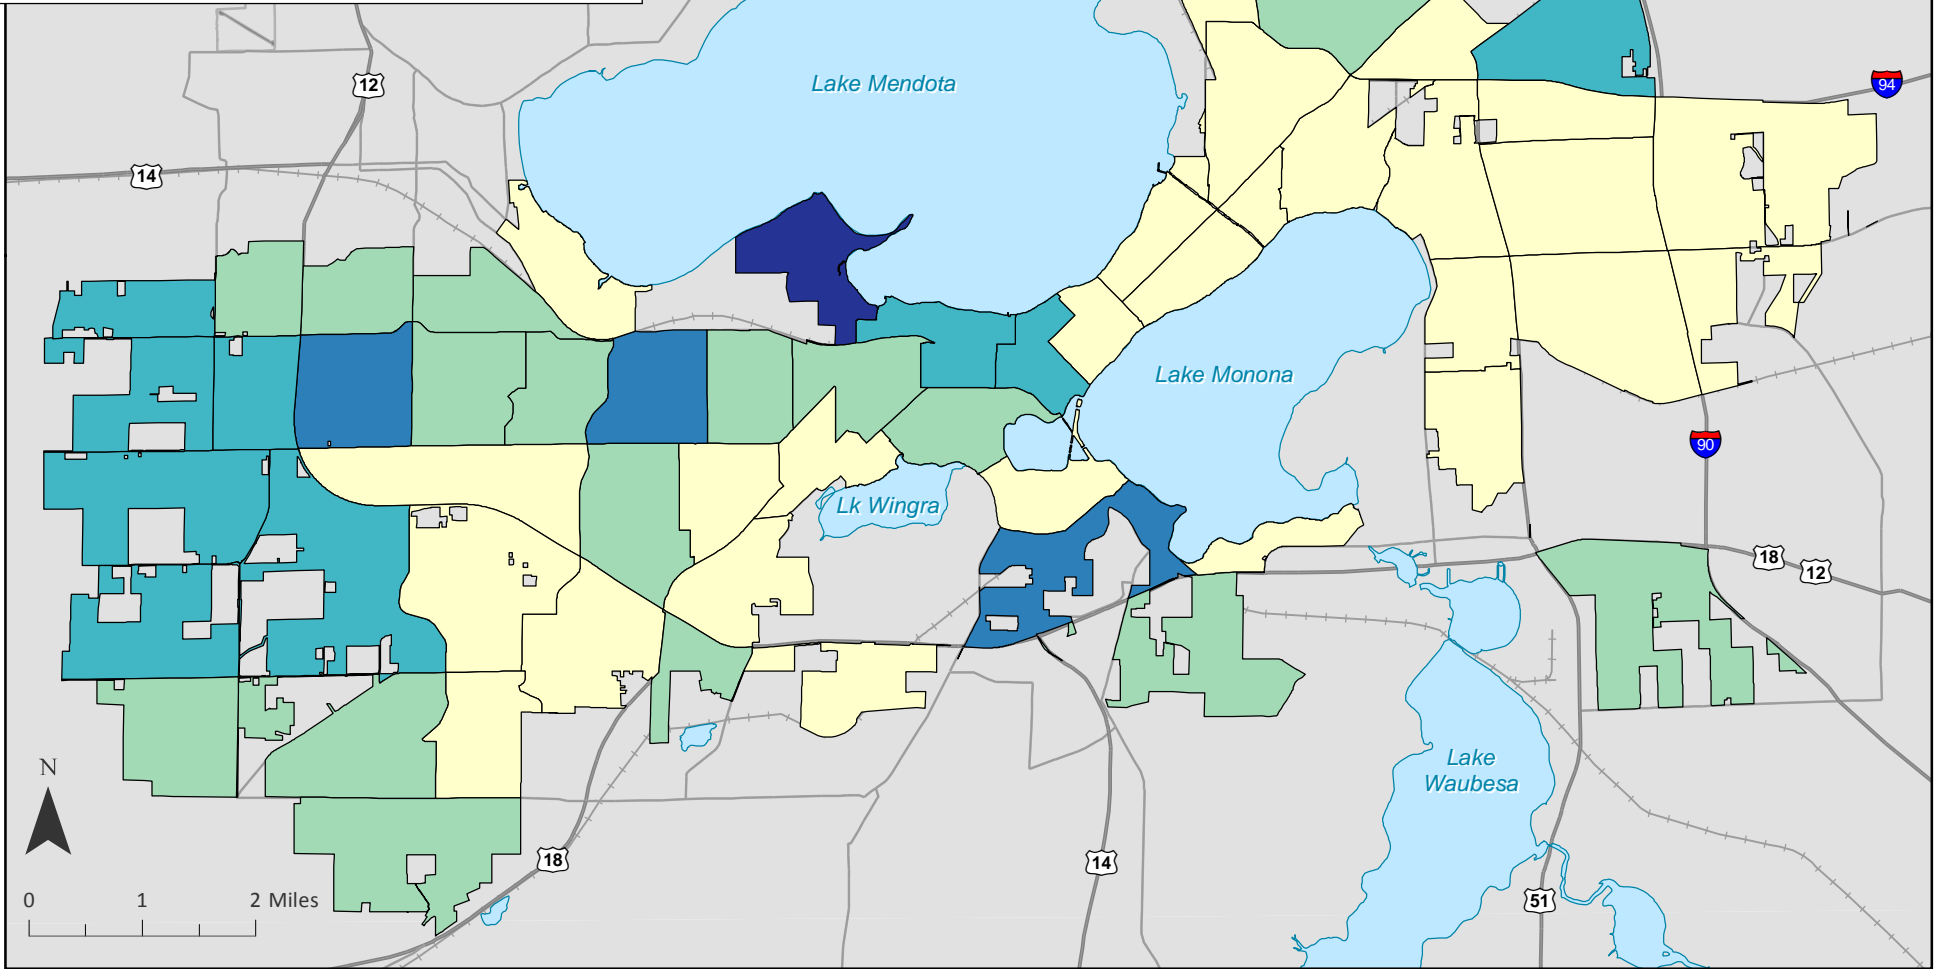 Lake Mendota
12
94
14
Lake Monona
90
Lk Wingra
18
12
Lake
Waubesa
N
18
14
0 1 2 Miles
51